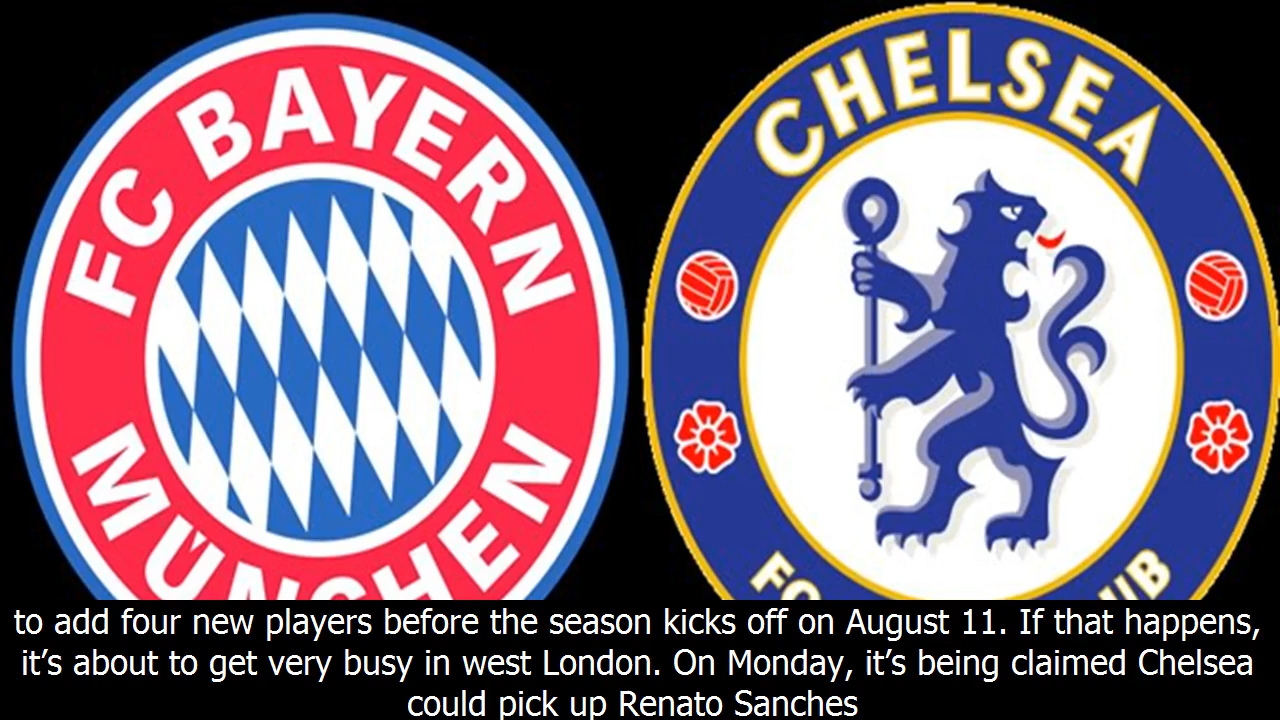 FC BAYERN
MÜNCHEN
CHELSEA
to add four new players before the season kicks off on August 11. If that happens,
it’s about to get very busy in west London. On Monday, it’s being claimed Chelsea
could pick up Renato Sanches